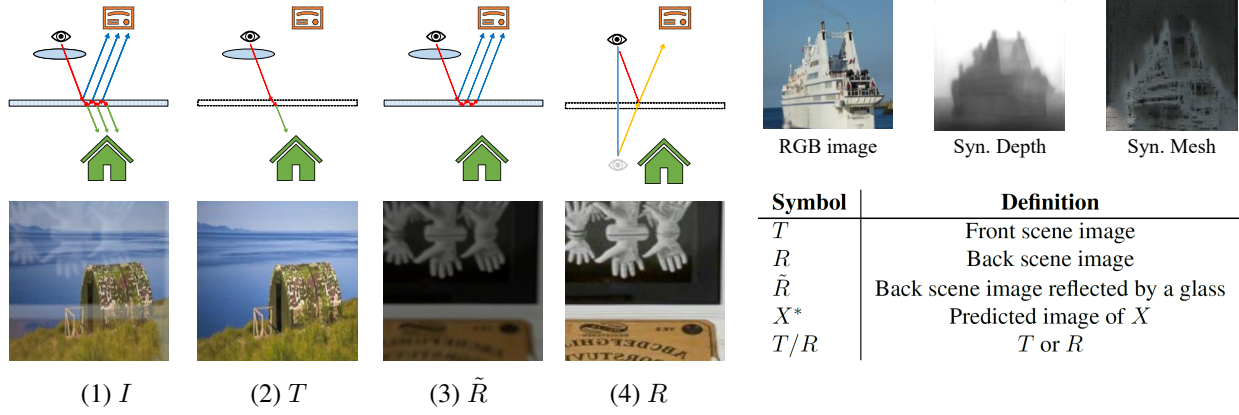 RGB image
Syn. Depth
Syn. Mesh
Symbol Definition
T Front scene image
R Back scene image
R̃ Back scene image reflected by a glass
X* Predicted image of X
T/R T or R
(1) I
(2) T
(3) R̃
(4) R